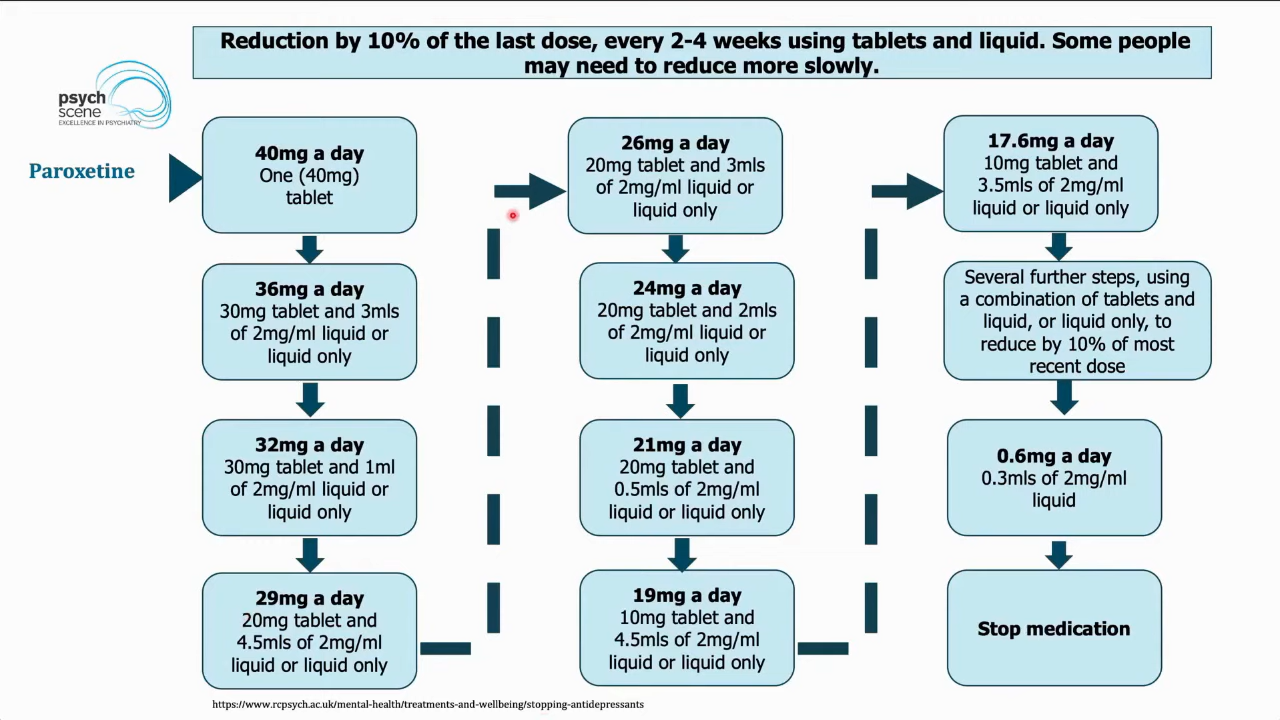 Reduction by 10% of the last dose, every 2-4 weeks using tablets and liquid. Some people
may need to reduce more slowly.
psych
scene
EXCELLENCE IN PSYCHIATRY
Paroxetine
40mg a day
One (40mg)
tablet
36mg a day
30mg tablet and 3mls
of 2mg/ml liquid or
liquid only
32mg a day
30mg tablet and 1ml
of 2mg/ml liquid or
liquid only
29mg a day
20mg tablet and
4.5mls of 2mg/ml
liquid or liquid only
26mg a day
20mg tablet and 3mls
of 2mg/ml liquid or
liquid only
24mg a day
20mg tablet and 2mls
of 2mg/ml liquid or
liquid only
21mg a day
20mg tablet and
0.5mls of 2mg/ml
liquid or liquid only
19mg a day
10mg tablet and
4.5mls of 2mg/ml
liquid or liquid only
17.6mg a day
10mg tablet and
3.5mls of 2mg/ml
liquid or liquid only
Several further steps, using
a combination of tablets and
liquid, or liquid only, to
reduce by 10% of most
recent dose
0.6mg a day
0.3mls of 2mg/ml
liquid
Stop medication
https://www.rcpsych.ac.uk/mental-health/treatments-and-wellbeing/stopping-antidepressants